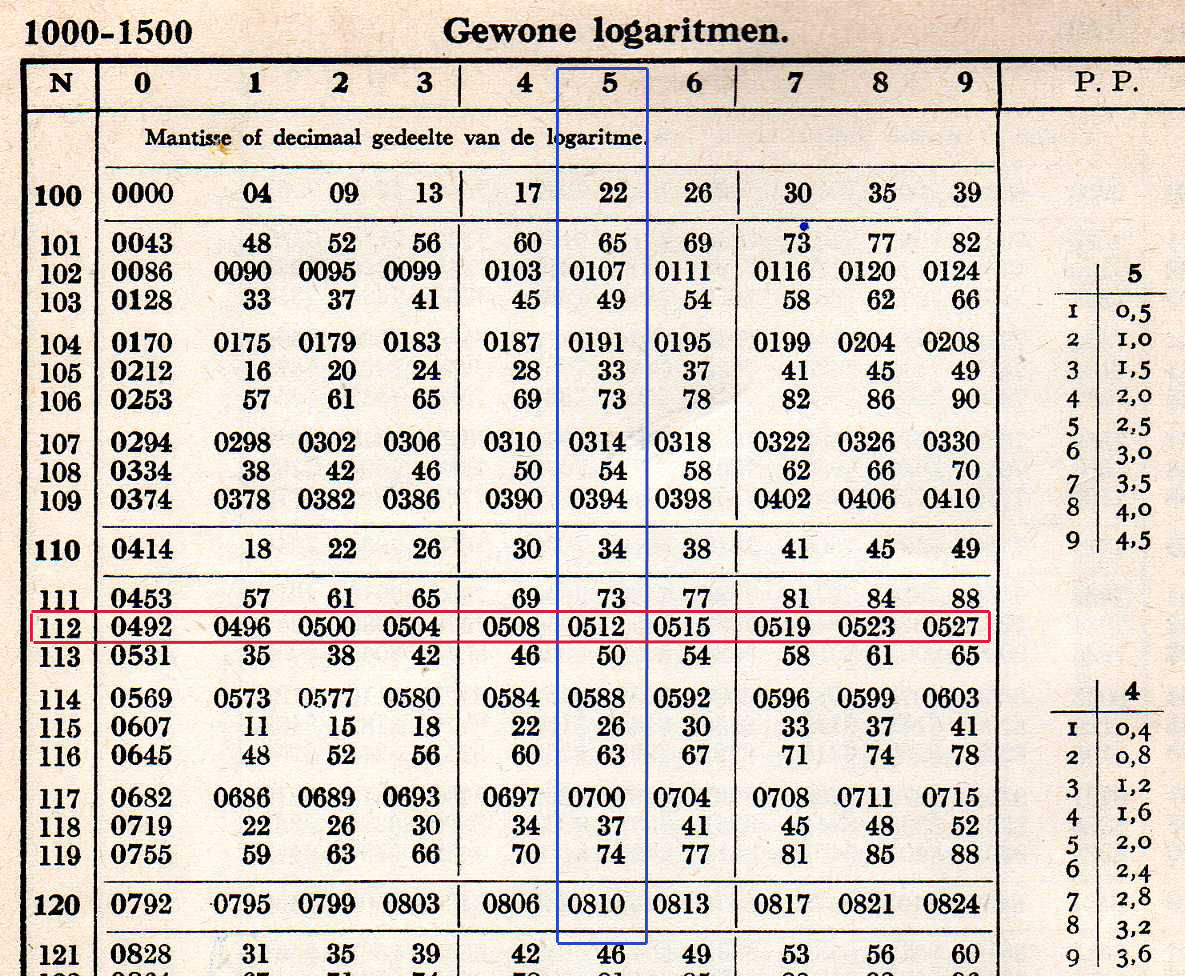 1000-1500 Gewone logaritmen.
N 0 1 2 3 4 5 6 7 8 9 P. P.
Mantisse of decimaal gedeelte van de logaritme.
100 0000 04 09 13 17 22 26 30 35 39
101 0043 48 52 56 60 65 69 73 77 82
102 0086 0090 0095 0099 0103 0107 0111 0116 0120 0124
103 0128 33 37 41 45 49 54 58 62 66
104 0170 0175 0179 0183 0187 0191 0195 0199 0204 0208
105 0212 16 20 24 28 33 37 41 45 49
106 0253 57 61 65 69 73 78 82 86 90
107 0294 0298 0302 0306 0310 0314 0318 0322 0326 0330
108 0334 38 42 46 50 54 58 62 66 70
109 0374 0378 0382 0386 0390 0394 0398 0402 0406 0410
110 0414 18 22 26 30 34 38 41 45 49
111 0453 57 61 65 69 73 77 81 84 88
112 0492 0496 0500 0504 0508 0512 0515 0519 0523 0527
113 0531 35 38 42 46 50 54 58 61 65
114 0569 0573 0577 0580 0584 0588 0592 0596 0599 0603
115 0607 11 15 18 22 26 30 33 37 41
116 0645 48 52 56 60 63 67 71 74 78
117 0682 0686 0689 0693 0697 0700 0704 0708 0711 0715
118 0719 22 26 30 34 37 41 45 48 52
119 0755 59 63 66 70 74 77 81 85 88
120 0792 0795 0799 0803 0806 0810 0813 0817 0821 0824
121 0828 31 35 39 42 46 49 53 56 60
5
1 0,5
2 1,0
3 1,5
4 2,0
5 2,5
6 3,0
7 3,5
8 4,0
9 4,5
4
1 0,4
2 0,8
3 1,2
4 1,6
5 2,0
6 2,4
7 2,8
8 3,2
9 3,6